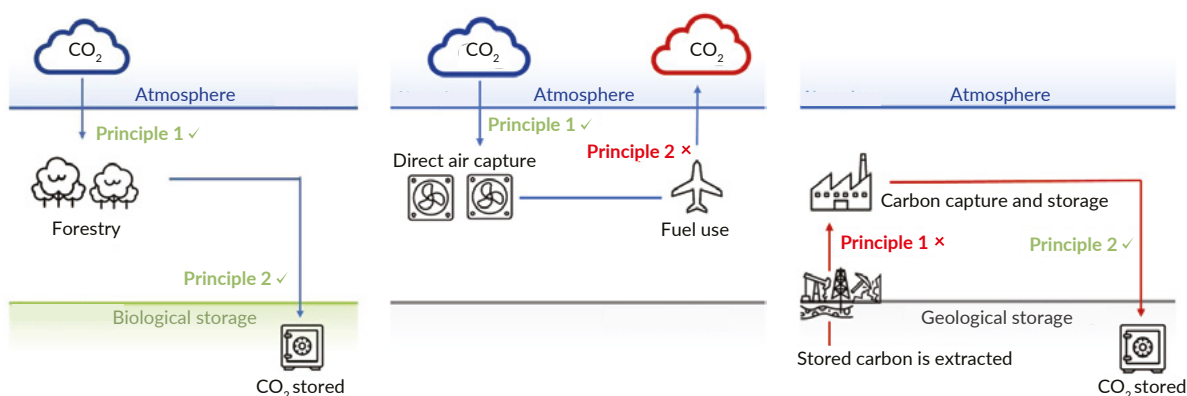 CO2
Atmosphere
Principle 1 ✓
Forestry
Principle 2 ✓
Biological storage
CO2 stored
CO2
CO2
Atmosphere
Principle 1 ✓
Principle 2 ×
Direct air capture
Fuel use
Atmosphere
Carbon capture and storage
Principle 1 ×
Principle 2 ✓
Geological storage
Stored carbon is extracted
CO2 stored